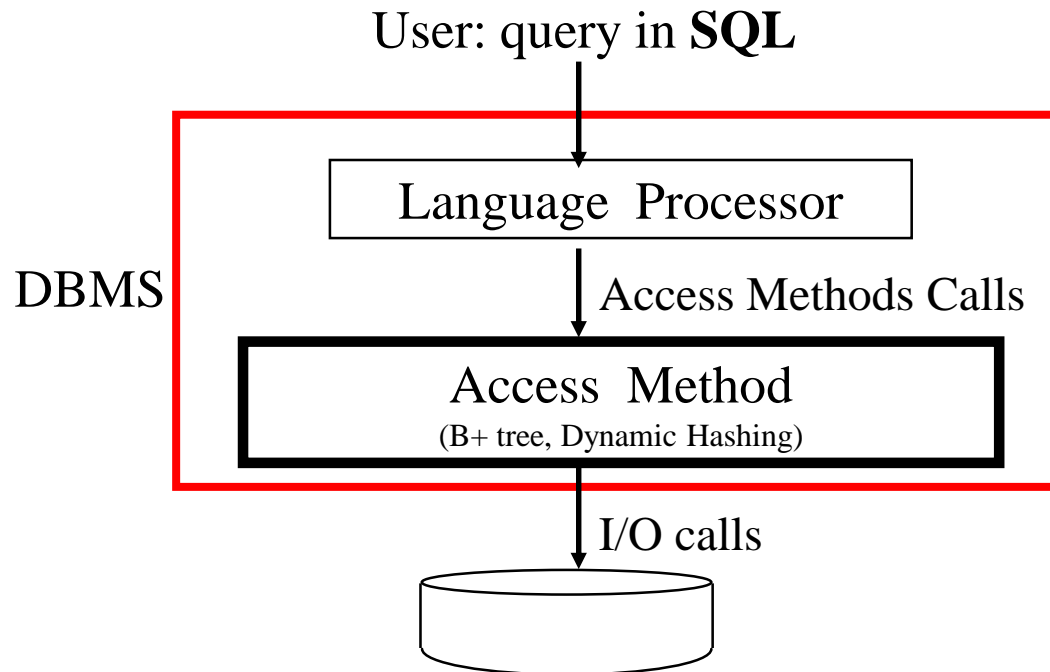 User: query in SQL
Language Processor
DBMS
Access Methods Calls
Access Method
(B+ tree, Dynamic Hashing)
I/O calls